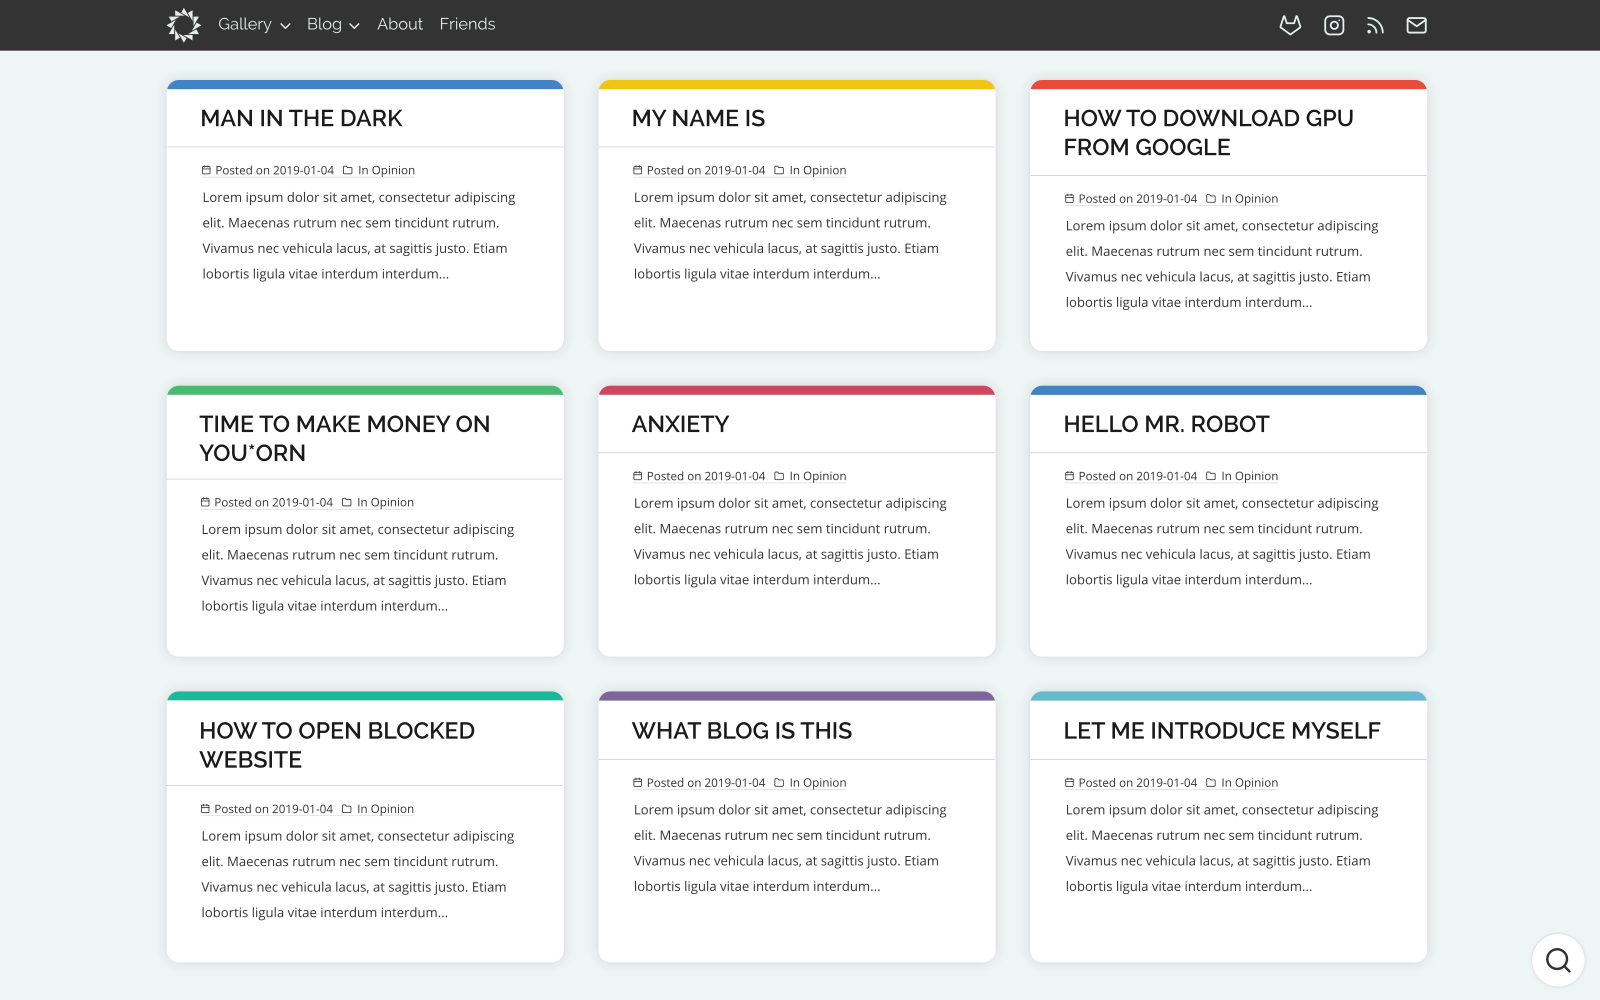 Gallery Blog About Friends
MAN IN THE DARK
Posted on 2019-01-04 In Opinion
Lorem ipsum dolor sit amet, consectetur adipiscing
elit. Maecenas rutrum nec sem tincidunt rutrum.
Vivamus nec vehicula lacus, at sagittis justo. Etiam
lobortis ligula vitae interdum interdum...
MY NAME IS
Posted on 2019-01-04 In Opinion
Lorem ipsum dolor sit amet, consectetur adipiscing
elit. Maecenas rutrum nec sem tincidunt rutrum.
Vivamus nec vehicula lacus, at sagittis justo. Etiam
lobortis ligula vitae interdum interdum...
HOW TO DOWNLOAD GPU
FROM GOOGLE
Posted on 2019-01-04 In Opinion
Lorem ipsum dolor sit amet, consectetur adipiscing
elit. Maecenas rutrum nec sem tincidunt rutrum.
Vivamus nec vehicula lacus, at sagittis justo. Etiam
lobortis ligula vitae interdum interdum...
TIME TO MAKE MONEY ON
YOU*ORN
Posted on 2019-01-04 In Opinion
Lorem ipsum dolor sit amet, consectetur adipiscing
elit. Maecenas rutrum nec sem tincidunt rutrum.
Vivamus nec vehicula lacus, at sagittis justo. Etiam
lobortis ligula vitae interdum interdum...
ANXIETY
Posted on 2019-01-04 In Opinion
Lorem ipsum dolor sit amet, consectetur adipiscing
elit. Maecenas rutrum nec sem tincidunt rutrum.
Vivamus nec vehicula lacus, at sagittis justo. Etiam
lobortis ligula vitae interdum interdum...
HELLO MR. ROBOT
Posted on 2019-01-04 In Opinion
Lorem ipsum dolor sit amet, consectetur adipiscing
elit. Maecenas rutrum nec sem tincidunt rutrum.
Vivamus nec vehicula lacus, at sagittis justo. Etiam
lobortis ligula vitae interdum interdum...
HOW TO OPEN BLOCKED
WEBSITE
Posted on 2019-01-04 In Opinion
Lorem ipsum dolor sit amet, consectetur adipiscing
elit. Maecenas rutrum nec sem tincidunt rutrum.
Vivamus nec vehicula lacus, at sagittis justo. Etiam
lobortis ligula vitae interdum interdum...
WHAT BLOG IS THIS
Posted on 2019-01-04 In Opinion
Lorem ipsum dolor sit amet, consectetur adipiscing
elit. Maecenas rutrum nec sem tincidunt rutrum.
Vivamus nec vehicula lacus, at sagittis justo. Etiam
lobortis ligula vitae interdum interdum...
LET ME INTRODUCE MYSELF
Posted on 2019-01-04 In Opinion
Lorem ipsum dolor sit amet, consectetur adipiscing
elit. Maecenas rutrum nec sem tincidunt rutrum.
Vivamus nec vehicula lacus, at sagittis justo. Etiam
lobortis ligula vitae interdum interdum...